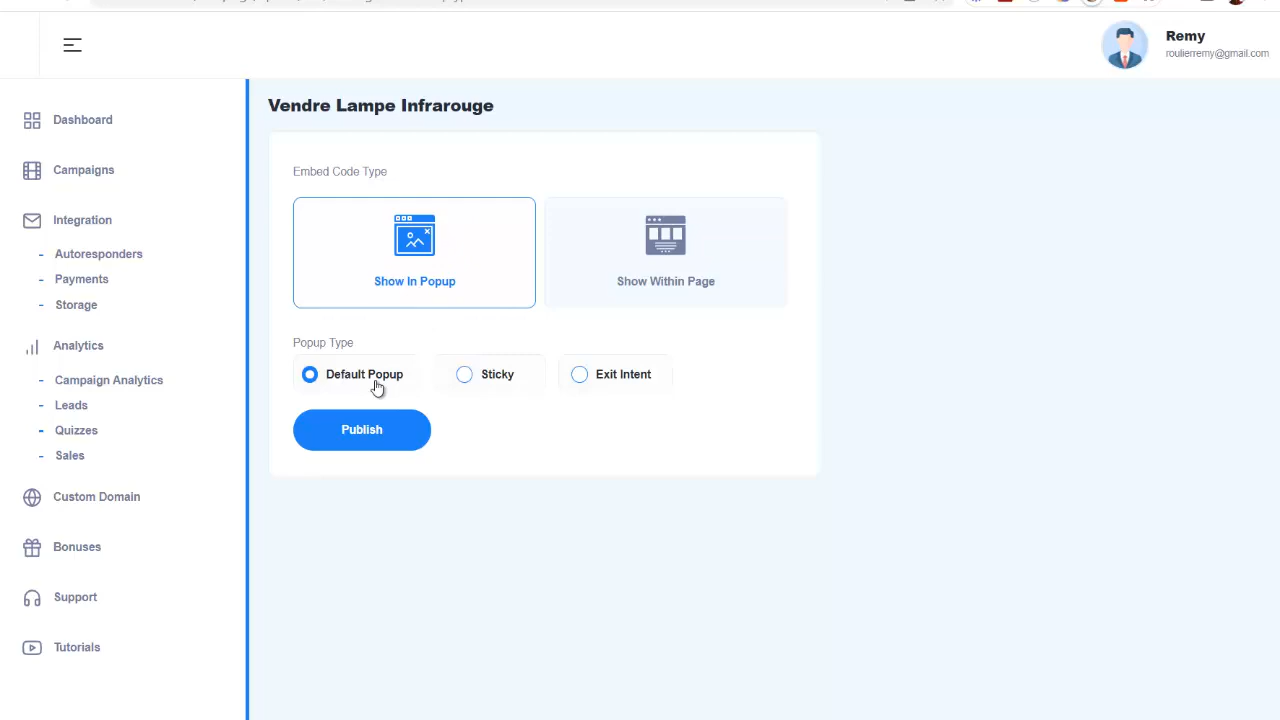 Remy
roulierremy@gmail.com
Dashboard
Campaigns
Integration
- Autoresponders
- Payments
- Storage
Analytics
- Campaign Analytics
- Leads
- Quizzes
- Sales
Custom Domain
Bonuses
Support
Tutorials
Vendre Lampe Infrarouge
Embed Code Type
Show In Popup
Show Within Page
Popup Type
Default Popup
Sticky
Exit Intent
Publish